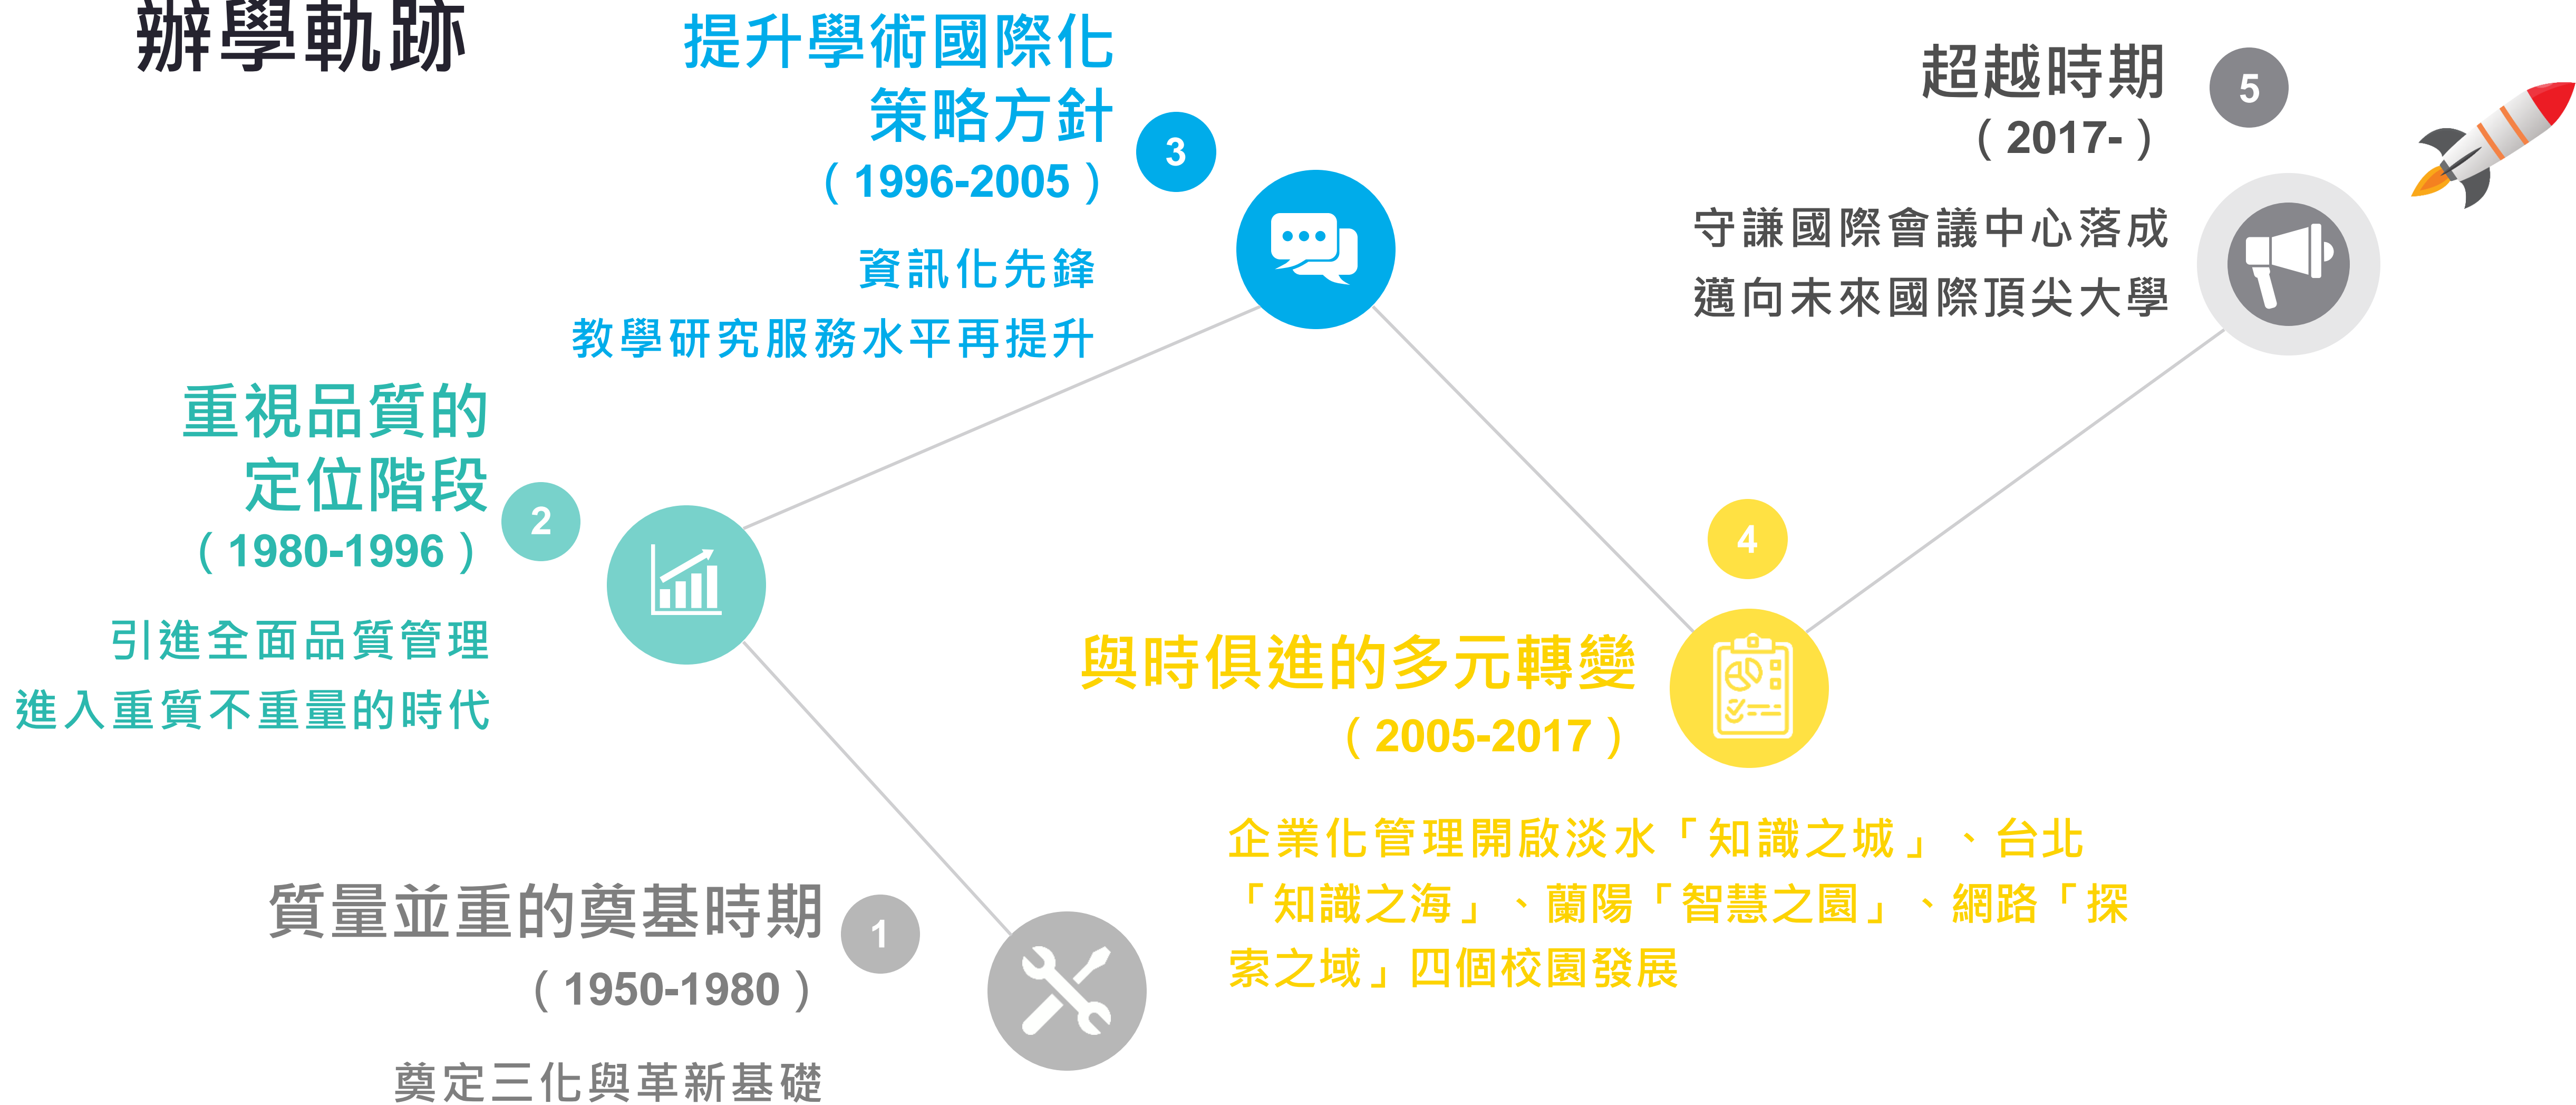 辦學軌跡
1
質量並重的奠基時期
（1950-1980）
奠定三化與革新基礎
2
重視品質的
定位階段
（1980-1996）
引進全面品質管理
進入重質不重量的時代
3
提升學術國際化
策略方針
（1996-2005）
資訊化先鋒
教學研究服務水平再提升
4
與時俱進的多元轉變
（2005-2017）
企業化管理開啟淡水「知識之城」、台北
「知識之海」、蘭陽「智慧之園」、網路「探
索之域」四個校園發展
5
超越時期
（2017-）
守謙國際會議中心落成
邁向未來國際頂尖大學